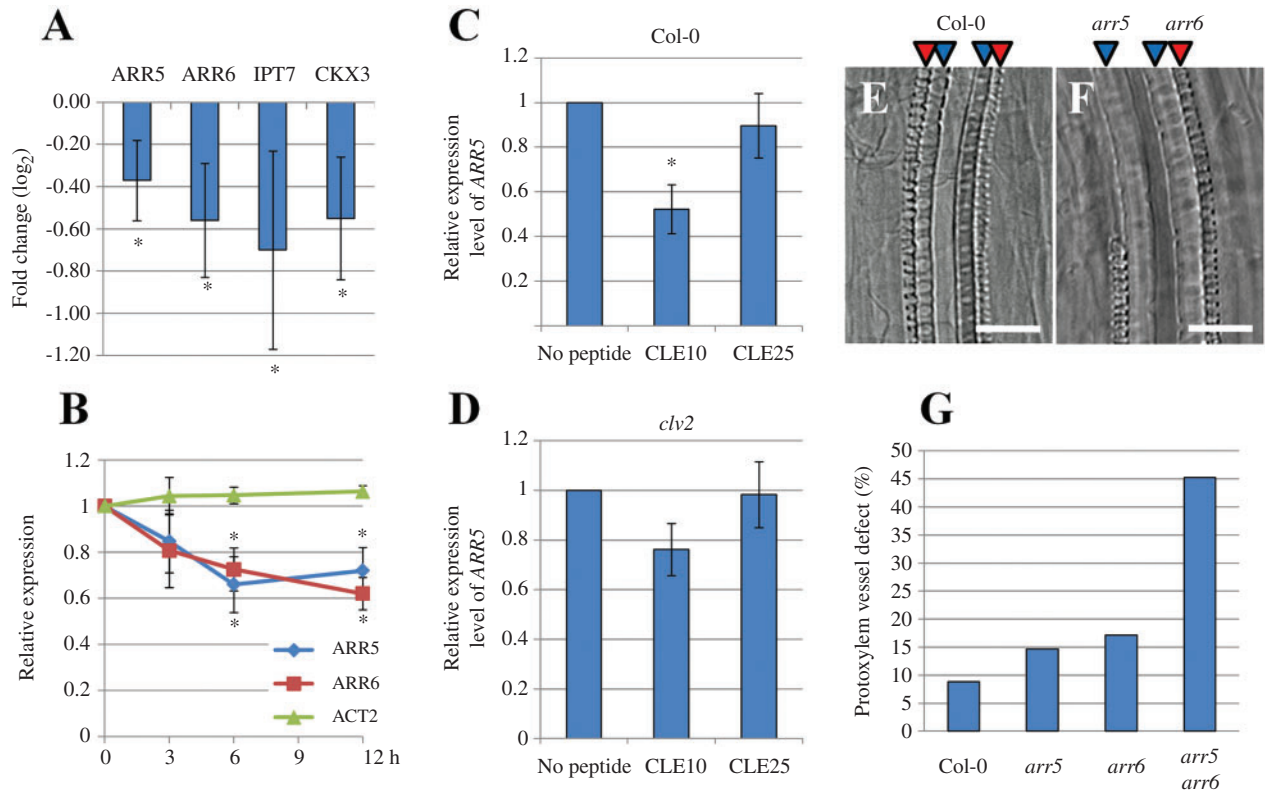 A
ARR5 ARR6 IPT7 CKX3
0.00
-0.20
-0.40
-0.60
-0.80
-1.00
-1.20
Fold change (log2)
*
*
*
*
B
1.2
1
0.8
0.6
0.4
0.2
0
Relative expression
* *
* *
ARR5
ARR6
ACT2
0 3 6 9 12 h
C
Col-0
1.2
1
0.8
0.6
0.4
0.2
Relative expression
level of ARR5
*
No peptide CLE10 CLE25
D
clv2
1.2
1
0.8
0.6
0.4
0.2
0
Relative expression
level of ARR5
No peptide CLE10 CLE25
Col-0 arr5 arr6
E
F
G
50
45
40
35
30
25
20
15
10
5
0
Protoxylem vessel defect (%)
Col-0 arr5 arr6 arr5
arr6